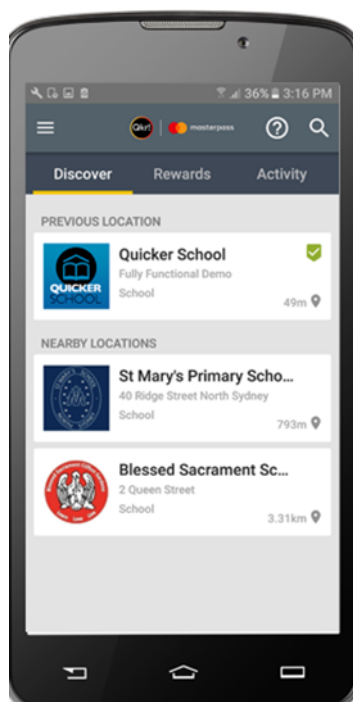 36% 3:16 PM
Qkr! masterpass
Discover Rewards Activity
PREVIOUS LOCATION
QUICKER
SCHOOL
Quicker School
Fully Functional Demo
School
49m
NEARBY LOCATIONS
St Mary's Primary Scho...
40 Ridge Street North Sydney
School
793m
Blessed Sacrament Sc...
2 Queen Street
School
3.31km